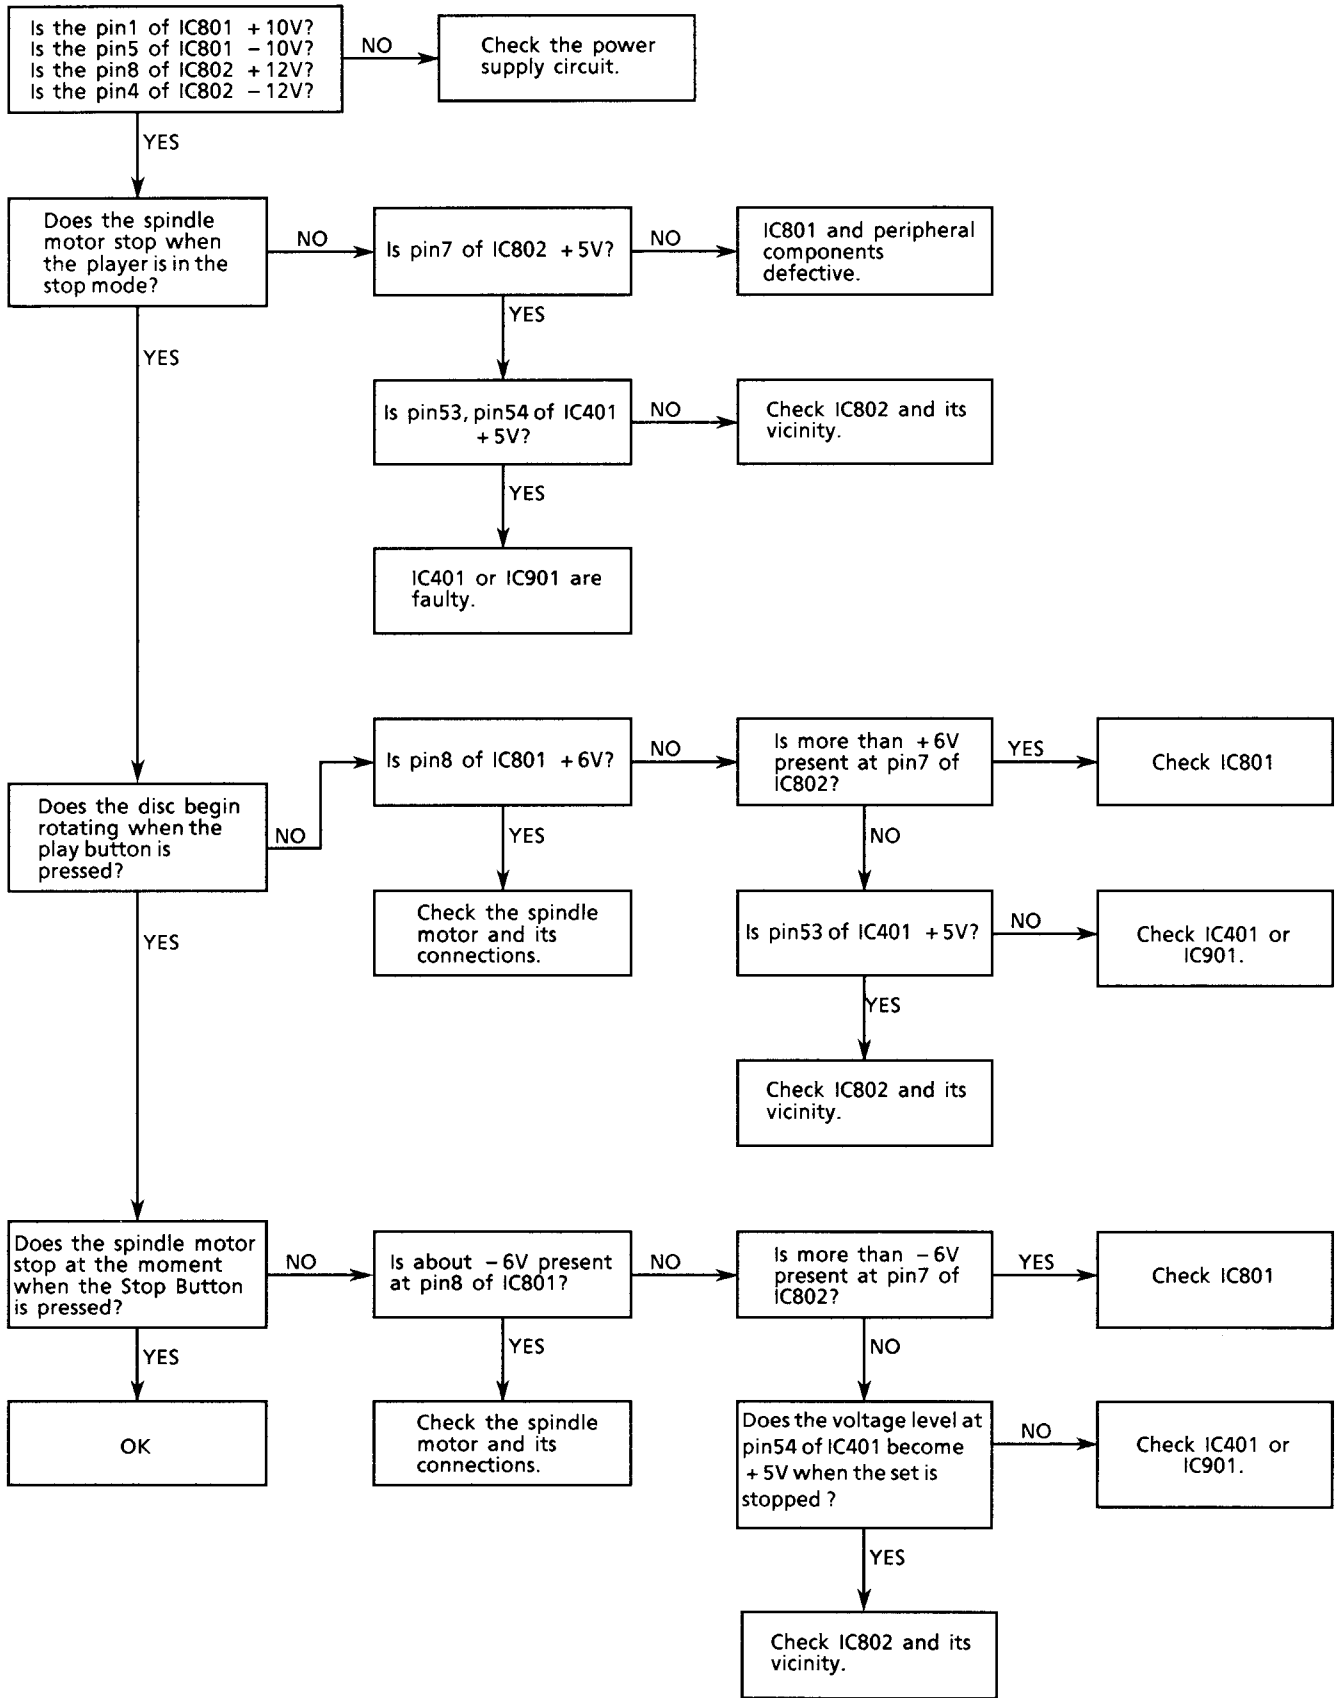 Is the pin1 of IC801 +10V?
Is the pin5 of IC801 −10V?
Is the pin8 of IC802 +12V?
Is the pin4 of IC802 −12V?
NO
Check the power
supply circuit.
YES
Does the spindle
motor stop when
the player is in the
stop mode?
NO
Is pin7 of IC802 +5V?
NO
IC801 and peripheral
components
defective.
YES
YES
Is pin53, pin54 of IC401
+5V?
NO
Check IC802 and its
vicinity.
YES
IC401 or IC901 are
faulty.
Does the disc begin
rotating when the
play button is
pressed?
NO
Is pin8 of IC801 +6V?
NO
Is more than +6V
present at pin7 of
IC802?
YES
Check IC801
YES
NO
Check the spindle
motor and its
connections.
Is pin53 of IC401 +5V?
NO
Check IC401 or
IC901.
YES
YES
Check IC802 and its
vicinity.
Does the spindle motor
stop at the moment
when the Stop Button
is pressed?
NO
Is about −6V present
at pin8 of IC801?
NO
Is more than −6V
present at pin7 of
IC802?
YES
Check IC801
YES
YES
NO
OK
Check the spindle
motor and its
connections.
Does the voltage level at
pin54 of IC401 become
+5V when the set is
stopped ?
NO
Check IC401 or
IC901.
YES
Check IC802 and its
vicinity.